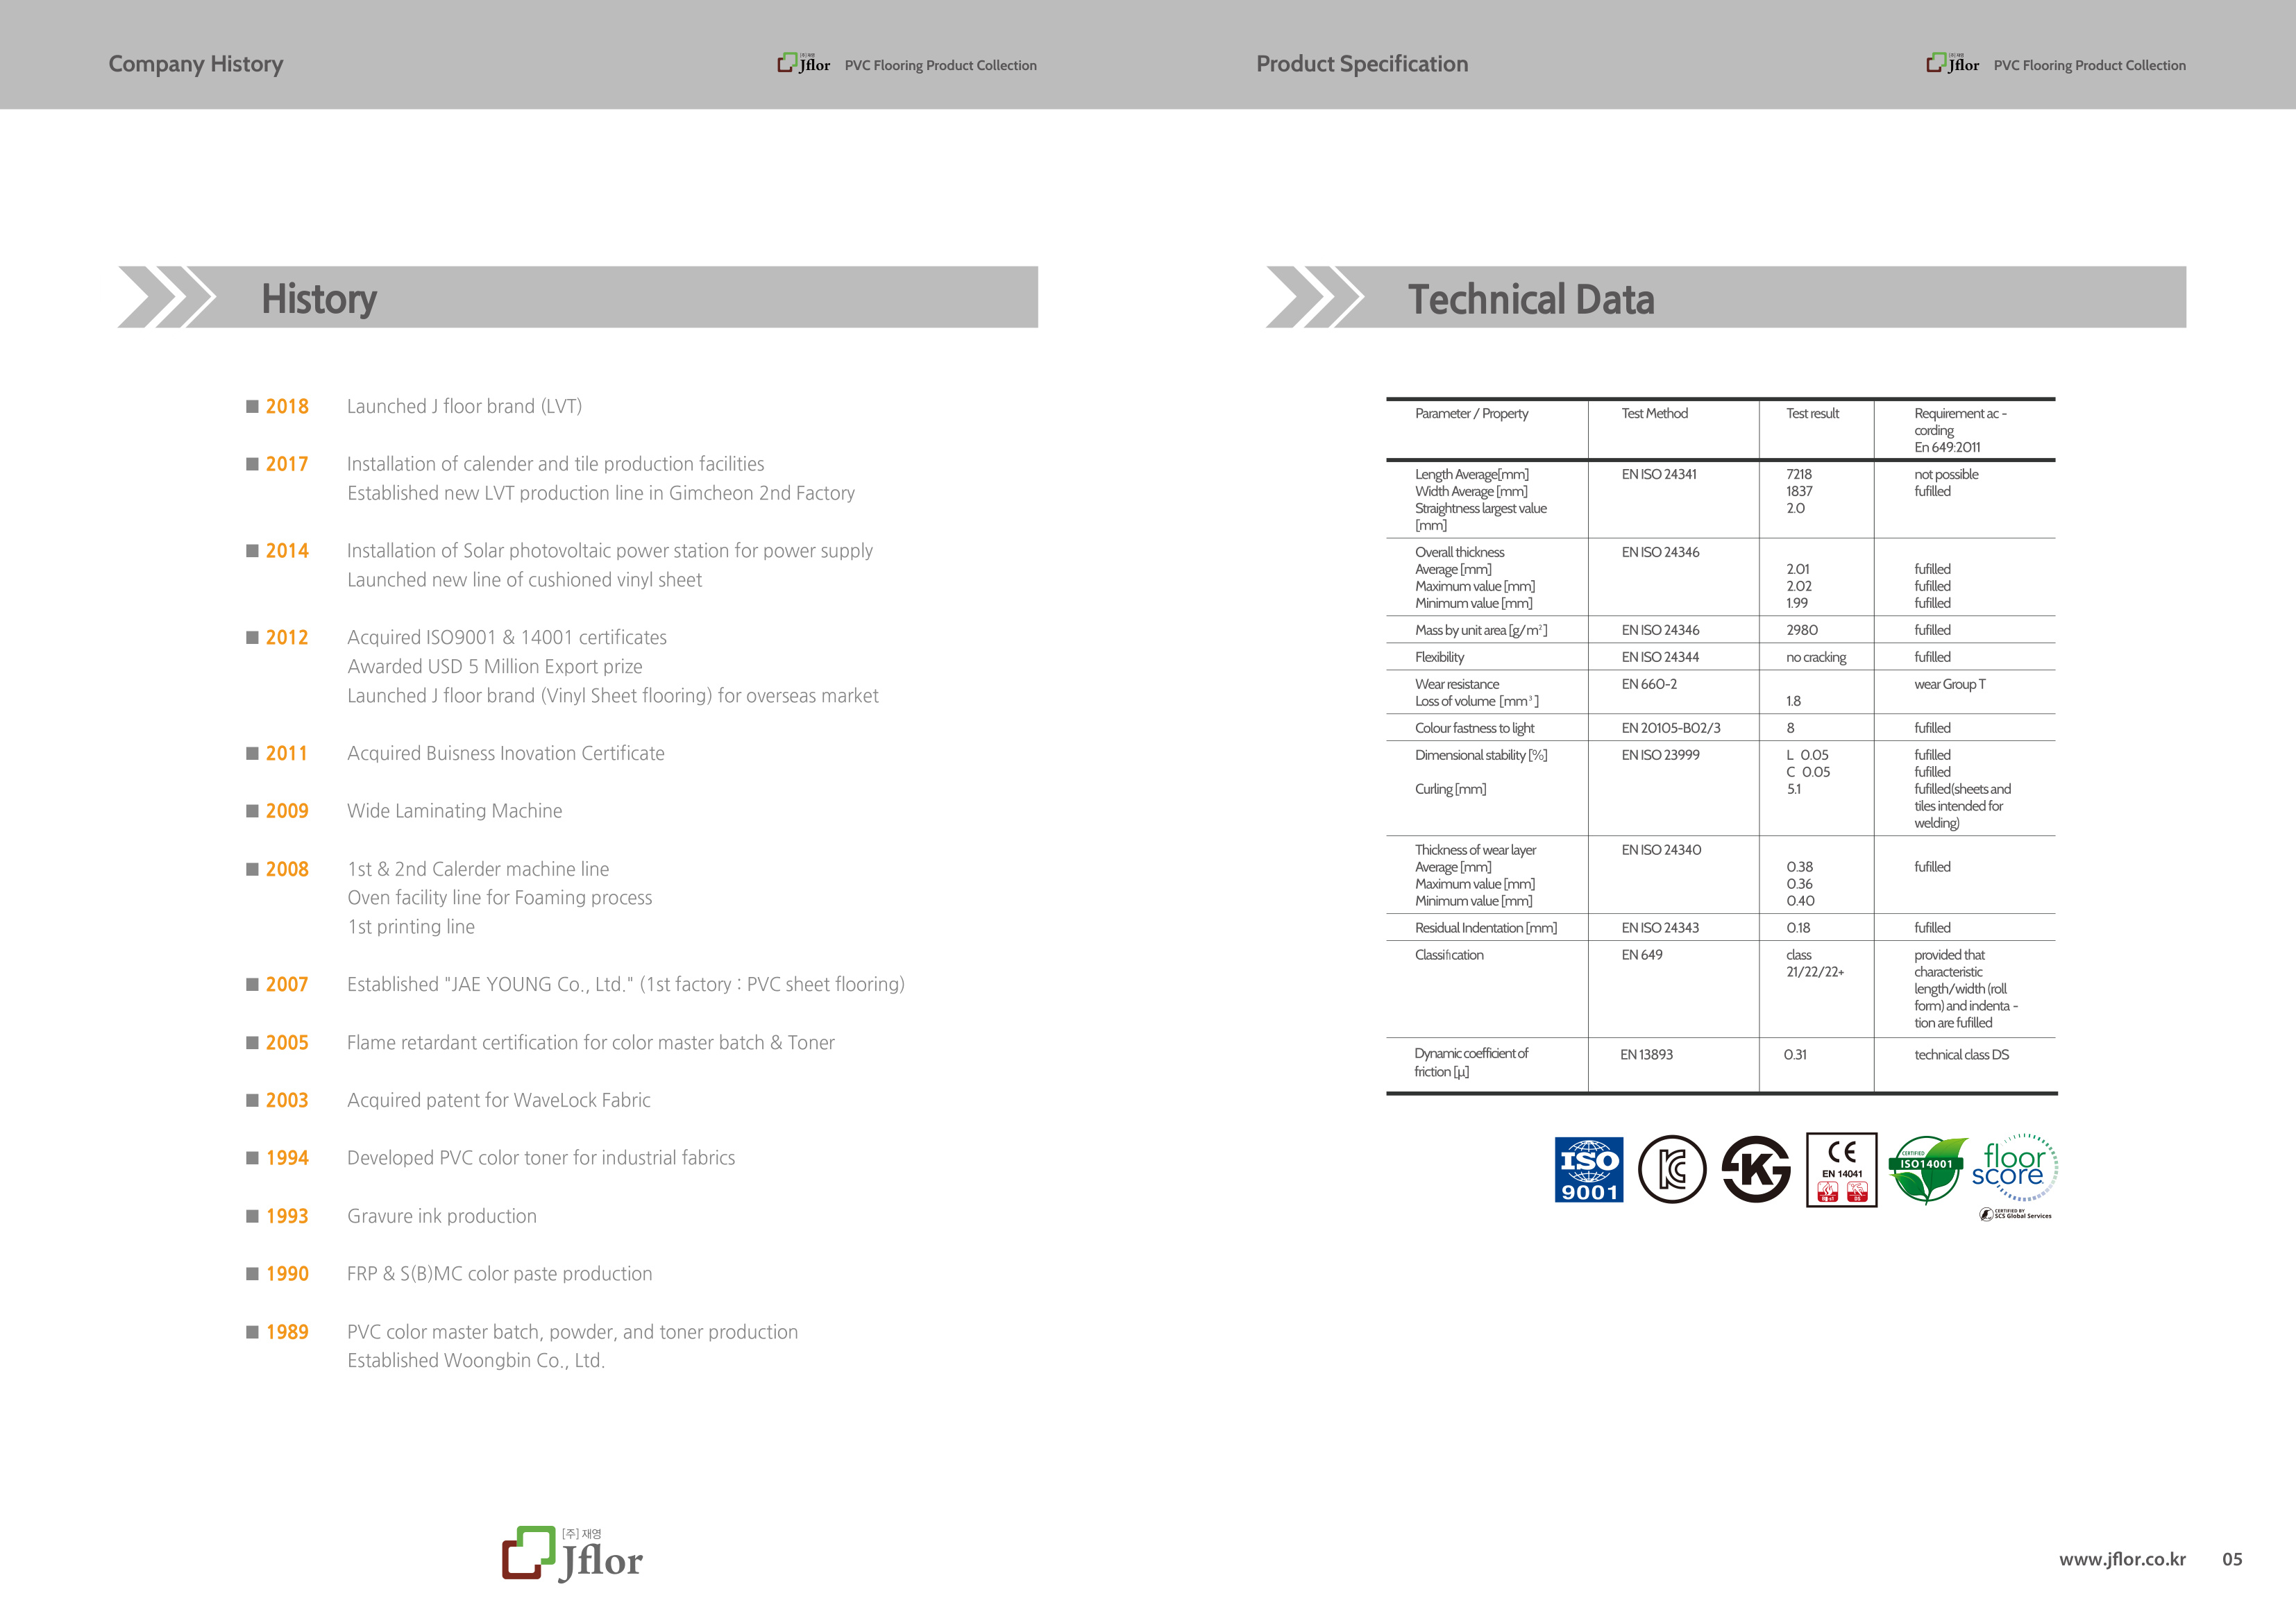 Company History
[주] 재영
Jflor PVC Flooring Product Collection
History
2018 Launched J floor brand (LVT)
2017 Installation of calender and tile production facilities
Established new LVT production line in Gimcheon 2nd Factory
2014 Installation of Solar photovoltaic power station for power supply
Launched new line of cushioned vinyl sheet
2012 Acquired ISO9001 & 14001 certificates
Awarded USD 5 Million Export prize
Launched J floor brand (Vinyl Sheet flooring) for overseas market
2011 Acquired Buisness Inovation Certificate
2009 Wide Laminating Machine
2008 1st & 2nd Calerder machine line
Oven facility line for Foaming process
1st printing line
2007 Established "JAE YOUNG Co., Ltd." (1st factory : PVC sheet flooring)
2005 Flame retardant certification for color master batch & Toner
2003 Acquired patent for WaveLock Fabric
1994 Developed PVC color toner for industrial fabrics
1993 Gravure ink production
1990 FRP & S(B)MC color paste production
1989 PVC color master batch, powder, and toner production
Established Woongbin Co., Ltd.
[주] 재영
Jflor
Product Specification
[주] 재영
Jflor PVC Flooring Product Collection
Technical Data
Parameter / Property Test Method Test result Requirement ac -
cording
En 649:2011
Length Average[mm] EN ISO 24341 7218 not possible
Width Average [mm] 1837 fufilled
Straightness largest value 2.0
[mm]
Overall thickness EN ISO 24346
Average [mm] 2.01 fufilled
Maximum value [mm] 2.02 fufilled
Minimum value [mm] 1.99 fufilled
Mass by unit area [g/m²] EN ISO 24346 2980 fufilled
Flexibility EN ISO 24344 no cracking fufilled
Wear resistance EN 660-2 wear Group T
Loss of volume [mm³] 1.8
Colour fastness to light EN 20105-B02/3 8 fufilled
Dimensional stability [%] EN ISO 23999 L 0.05 fufilled
C 0.05 fufilled
Curling [mm] 5.1 fufilled(sheets and
tiles intended for
welding)
Thickness of wear layer EN ISO 24340
Average [mm] 0.38 fufilled
Maximum value [mm] 0.36
Minimum value [mm] 0.40
Residual Indentation [mm] EN ISO 24343 0.18 fufilled
Classification EN 649 class provided that
21/22/22+ characteristic
length/width (roll
form) and indenta -
tion are fufilled
Dynamic coefficient of EN 13893 0.31 technical class DS
friction [µ]
ISO
9001
CE
EN 14041
CERTIFIED
ISO14001
floor
score
CERTIFIED BY
SCS Global Services
www.jflor.co.kr 05